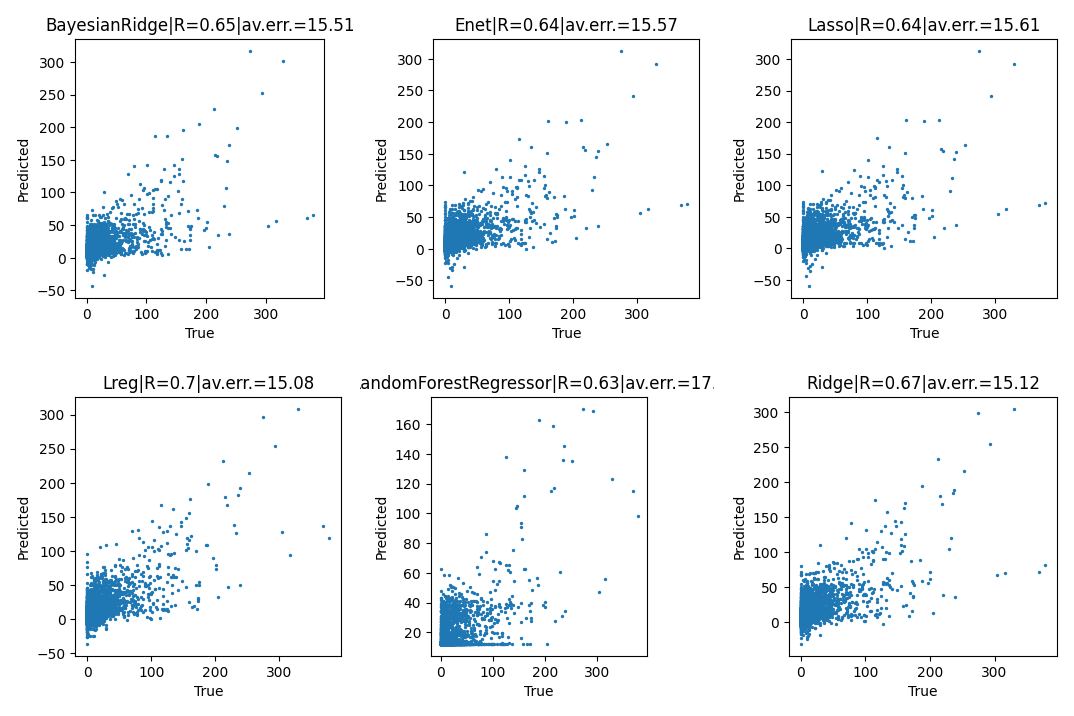 BayesianRidge|R=0.65|av.err.=15.51
Enet|R=0.64|av.err.=15.57
Lasso|R=0.64|av.err.=15.61
300
250
200
150
100
50
0
−50
Predicted
0 100 200 300
True
300
250
200
150
100
50
0
−50
Predicted
0 100 200 300
True
300
250
200
150
100
50
0
−50
Predicted
0 100 200 300
True
Lreg|R=0.7|av.err.=15.08
andomForestRegressor|R=0.63|av.err.=17.
Ridge|R=0.67|av.err.=15.12
300
250
200
150
100
50
0
−50
Predicted
0 100 200 300
True
160
140
120
100
80
60
40
20
Predicted
0 100 200 300
True
300
250
200
150
100
50
0
Predicted
0 100 200 300
True